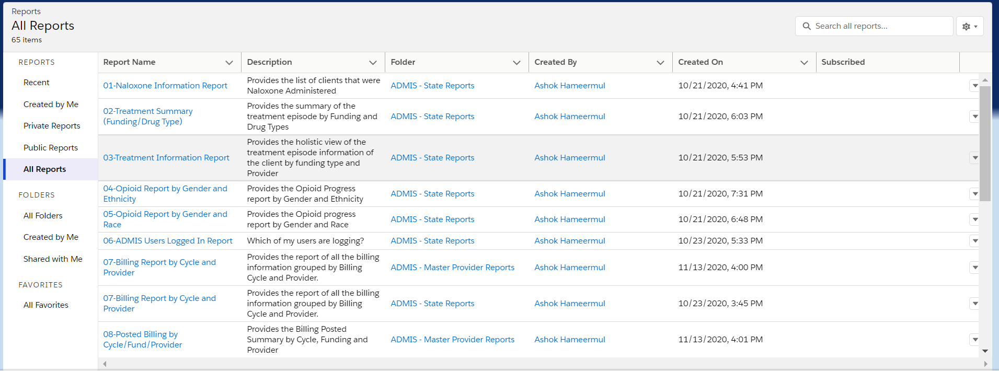 Reports
All Reports
65 items
Search all reports...
REPORTS
Recent
Created by Me
Private Reports
Public Reports
All Reports
FOLDERS
All Folders
Created by Me
Shared with Me
FAVORITES
All Favorites
Report Name
Description
Folder
Created By
Created On
Subscribed
01-Naloxone Information Report
Provides the list of clients that were
Naloxone Administered
ADMIS - State Reports
Ashok Hameermul
10/21/2020, 4:41 PM
02-Treatment Summary
(Funding/Drug Type)
Provides the summary of the
treatment episode by Funding and
Drug Types
ADMIS - State Reports
Ashok Hameermul
10/21/2020, 6:03 PM
03-Treatment Information Report
Provides the holistic view of the
treatment episode information of
the client by funding type and
Provider
ADMIS - State Reports
Ashok Hameermul
10/21/2020, 5:53 PM
04-Opioid Report by Gender and
Ethnicity
Provides the Opioid Progress
report by Gender and Ethnicity
ADMIS - State Reports
Ashok Hameermul
10/21/2020, 7:31 PM
05-Opioid Report by Gender and
Race
Provides the Opioid progress
report by Gender and Race
ADMIS - State Reports
Ashok Hameermul
10/21/2020, 6:48 PM
06-ADMIS Users Logged In Report
Which of my users are logging?
ADMIS - State Reports
Ashok Hameermul
10/23/2020, 5:33 PM
07-Billing Report by Cycle and
Provider
Provides the report of all the billing
information grouped by Billing
Cycle and Provider.
ADMIS - Master Provider Reports
Ashok Hameermul
11/13/2020, 4:00 PM
07-Billing Report by Cycle and
Provider
Provides the report of all the billing
information grouped by Billing
Cycle and Provider.
ADMIS - State Reports
Ashok Hameermul
10/23/2020, 3:45 PM
08-Posted Billing by
Cycle/Fund/Provider
Provides the Billing Posted
Summary by Cycle, Funding and
Provider
ADMIS - Master Provider Reports
Ashok Hameermul
11/13/2020, 4:01 PM